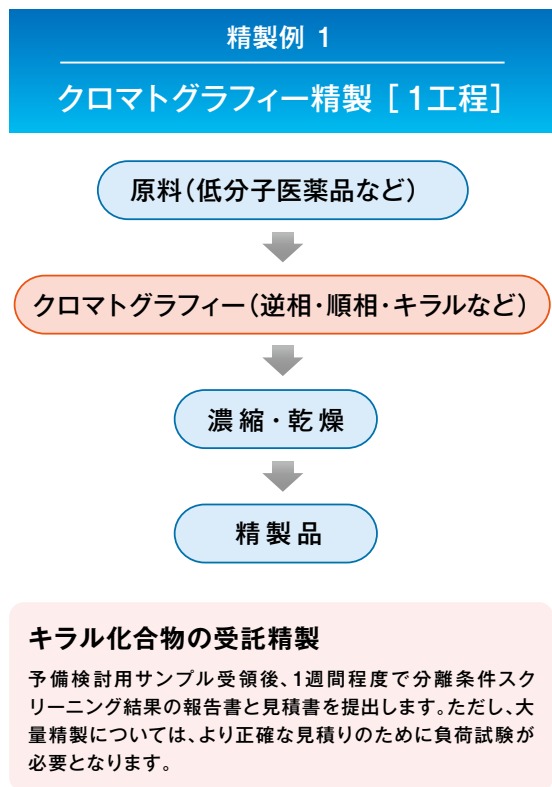 精製例 1
クロマトグラフィー精製［1工程］
原料（低分子医薬品など）
クロマトグラフィー（逆相・順相・キラルなど）
濃縮・乾燥
精製品
キラル化合物の受託精製
予備検討用サンプル受領後、1週間程度で分離条件スク
リーニング結果の報告書と見積書を提出します。ただし、大
量精製については、より正確な見積りのために負荷試験が
必要となります。